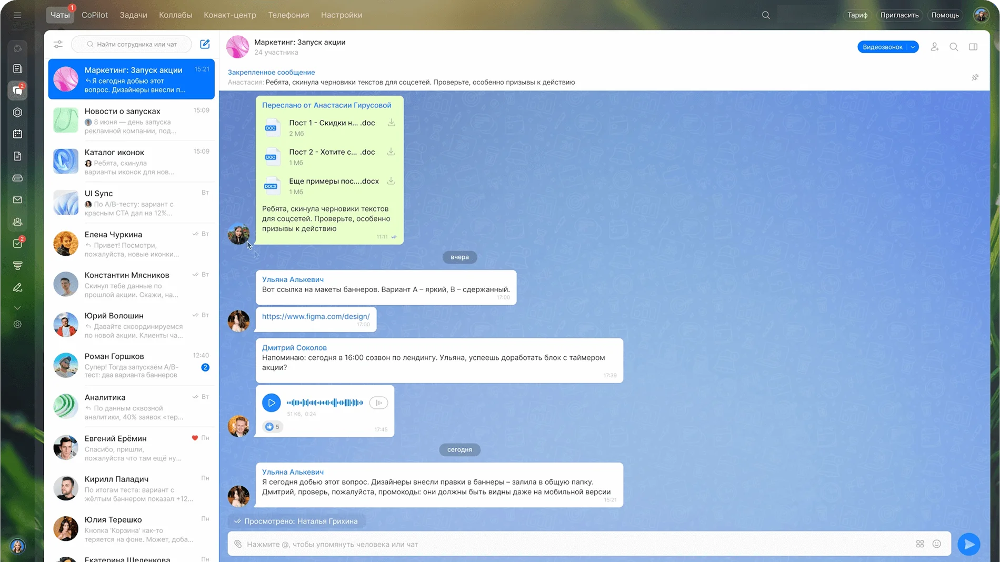 Чаты
1
CoPilot
Задачи
Коллабы
Конакт-центр
Телефония
Настройки
Тариф
Пригласить
Помощь
2
2
Найти сотрудника или чат
Маркетинг: Запуск акции
15:21
Я сегодня добью этот
вопрос. Дизайнеры внесли п...
Новости о запусках
15:09
8 июня — день запуска
рекламной компании, под...
Каталог иконок
15:09
Ребята, скинула
варианты иконок для нов...
UI Sync
Вт
По A/B-тесту: вариант с
красным CTA дал на 12%...
Елена Чуркина
Вт
Привет! Посмотри,
пожалуйста, новые иконки...
Константин Мясников
Вт
Скинул тебе данные по
прошлой акции. Скажи, на...
Юрий Волошин
Вт
Давайте скоординируемся
по новой акции. Клиенты ча...
Роман Горшков
12:40
Супер! Тогда запускаем A/B-
тест: два варианта баннеров
2
Аналитика
Вт
По данным сквозной
аналитики, 40% заявок «тер...
Евгений Ерёмин
Пн
Спасибо, пришли,
пожалуйста что там ещё ну...
Кирилл Паладич
Пн
По итогам теста: вариант с
жёлтым баннером показал +12...
Юлия Терешко
Пн
Кнопка 'Корзина' как-то
теряется на фоне. Может, доба...
Екатерина Шеленкова
Пн
Маркетинг: Запуск акции
24 участника
Видеозвонок
Закрепленное сообщение
Анастасия: Ребята, скинула черновики текстов для соцсетей. Проверьте, особенно призывы к действию
Переслано от Анастасии Гирусовой
DOC
Пост 1 - Скидки н... .doc
2 Мб
DOC
Пост 2 - Хотите с... .doc
1 Мб
DOCX
Еще примеры пос....docx
1 Мб
Ребята, скинула черновики текстов
для соцсетей. Проверьте, особенно
призывы к действию
11:11
вчера
Ульяна Алькевич
Вот ссылка на макеты баннеров. Вариант A – яркий, B – сдержанный.
17:00
https://www.figma.com/design/
17:00
Дмитрий Соколов
Напоминаю: сегодня в 16:00 созвон по лендингу. Ульяна, успеешь доработать блок с таймером
акции?
17:39
51 Кб, 0:24
5
17:45
сегодня
Ульяна Алькевич
Я сегодня добью этот вопрос. Дизайнеры внесли правки в баннеры – залила в общую папку.
Дмитрий, проверь, пожалуйста, промокоды: они должны быть видны даже на мобильной версии
15:21
Просмотрено: Наталья Грихина
Нажмите @, чтобы упомянуть человека или чат